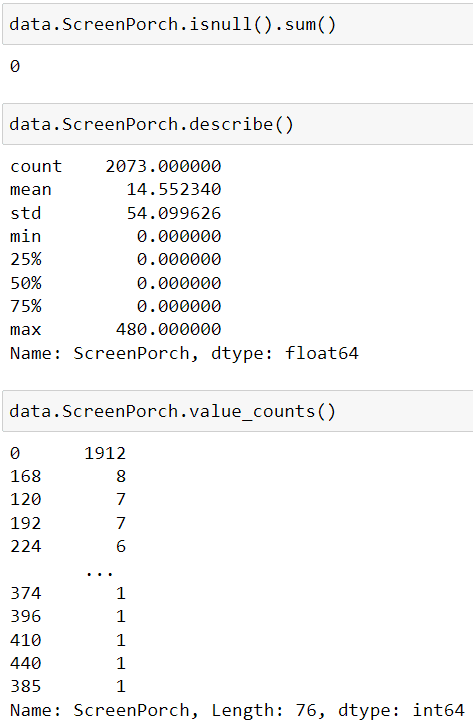 data.ScreenPorch.isnull().sum()
0
data.ScreenPorch.describe()
count    2073.000000
mean       14.552340
std        54.099626
min         0.000000
25%         0.000000
50%         0.000000
75%         0.000000
max       480.000000
Name: ScreenPorch, dtype: float64
data.ScreenPorch.value_counts()
0      1912
168       8
120       7
192       7
224       6
       ...
374       1
396       1
410       1
440       1
385       1
Name: ScreenPorch, Length: 76, dtype: int64